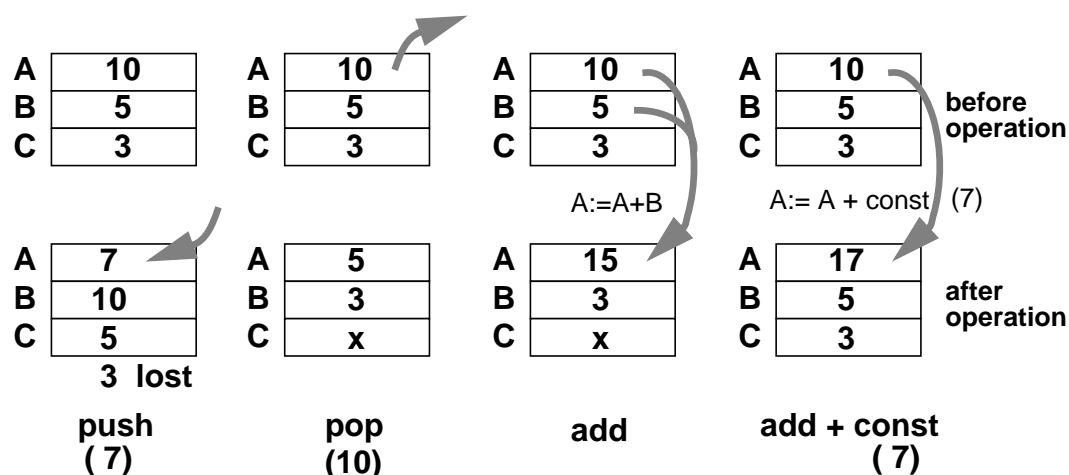 A 10 A 10 A 10 A 10
B 5 B 5 B 5 B 5 before
operation
C 3 C 3 C 3 C 3
A:=A+B A:= A + const (7)
A 7 A 5 A 15 A 17
B 10 B 3 B 3 B 5 after
operation
C 5 C x C x C 3
3 lost
push pop add add + const
( 7) (10) ( 7)